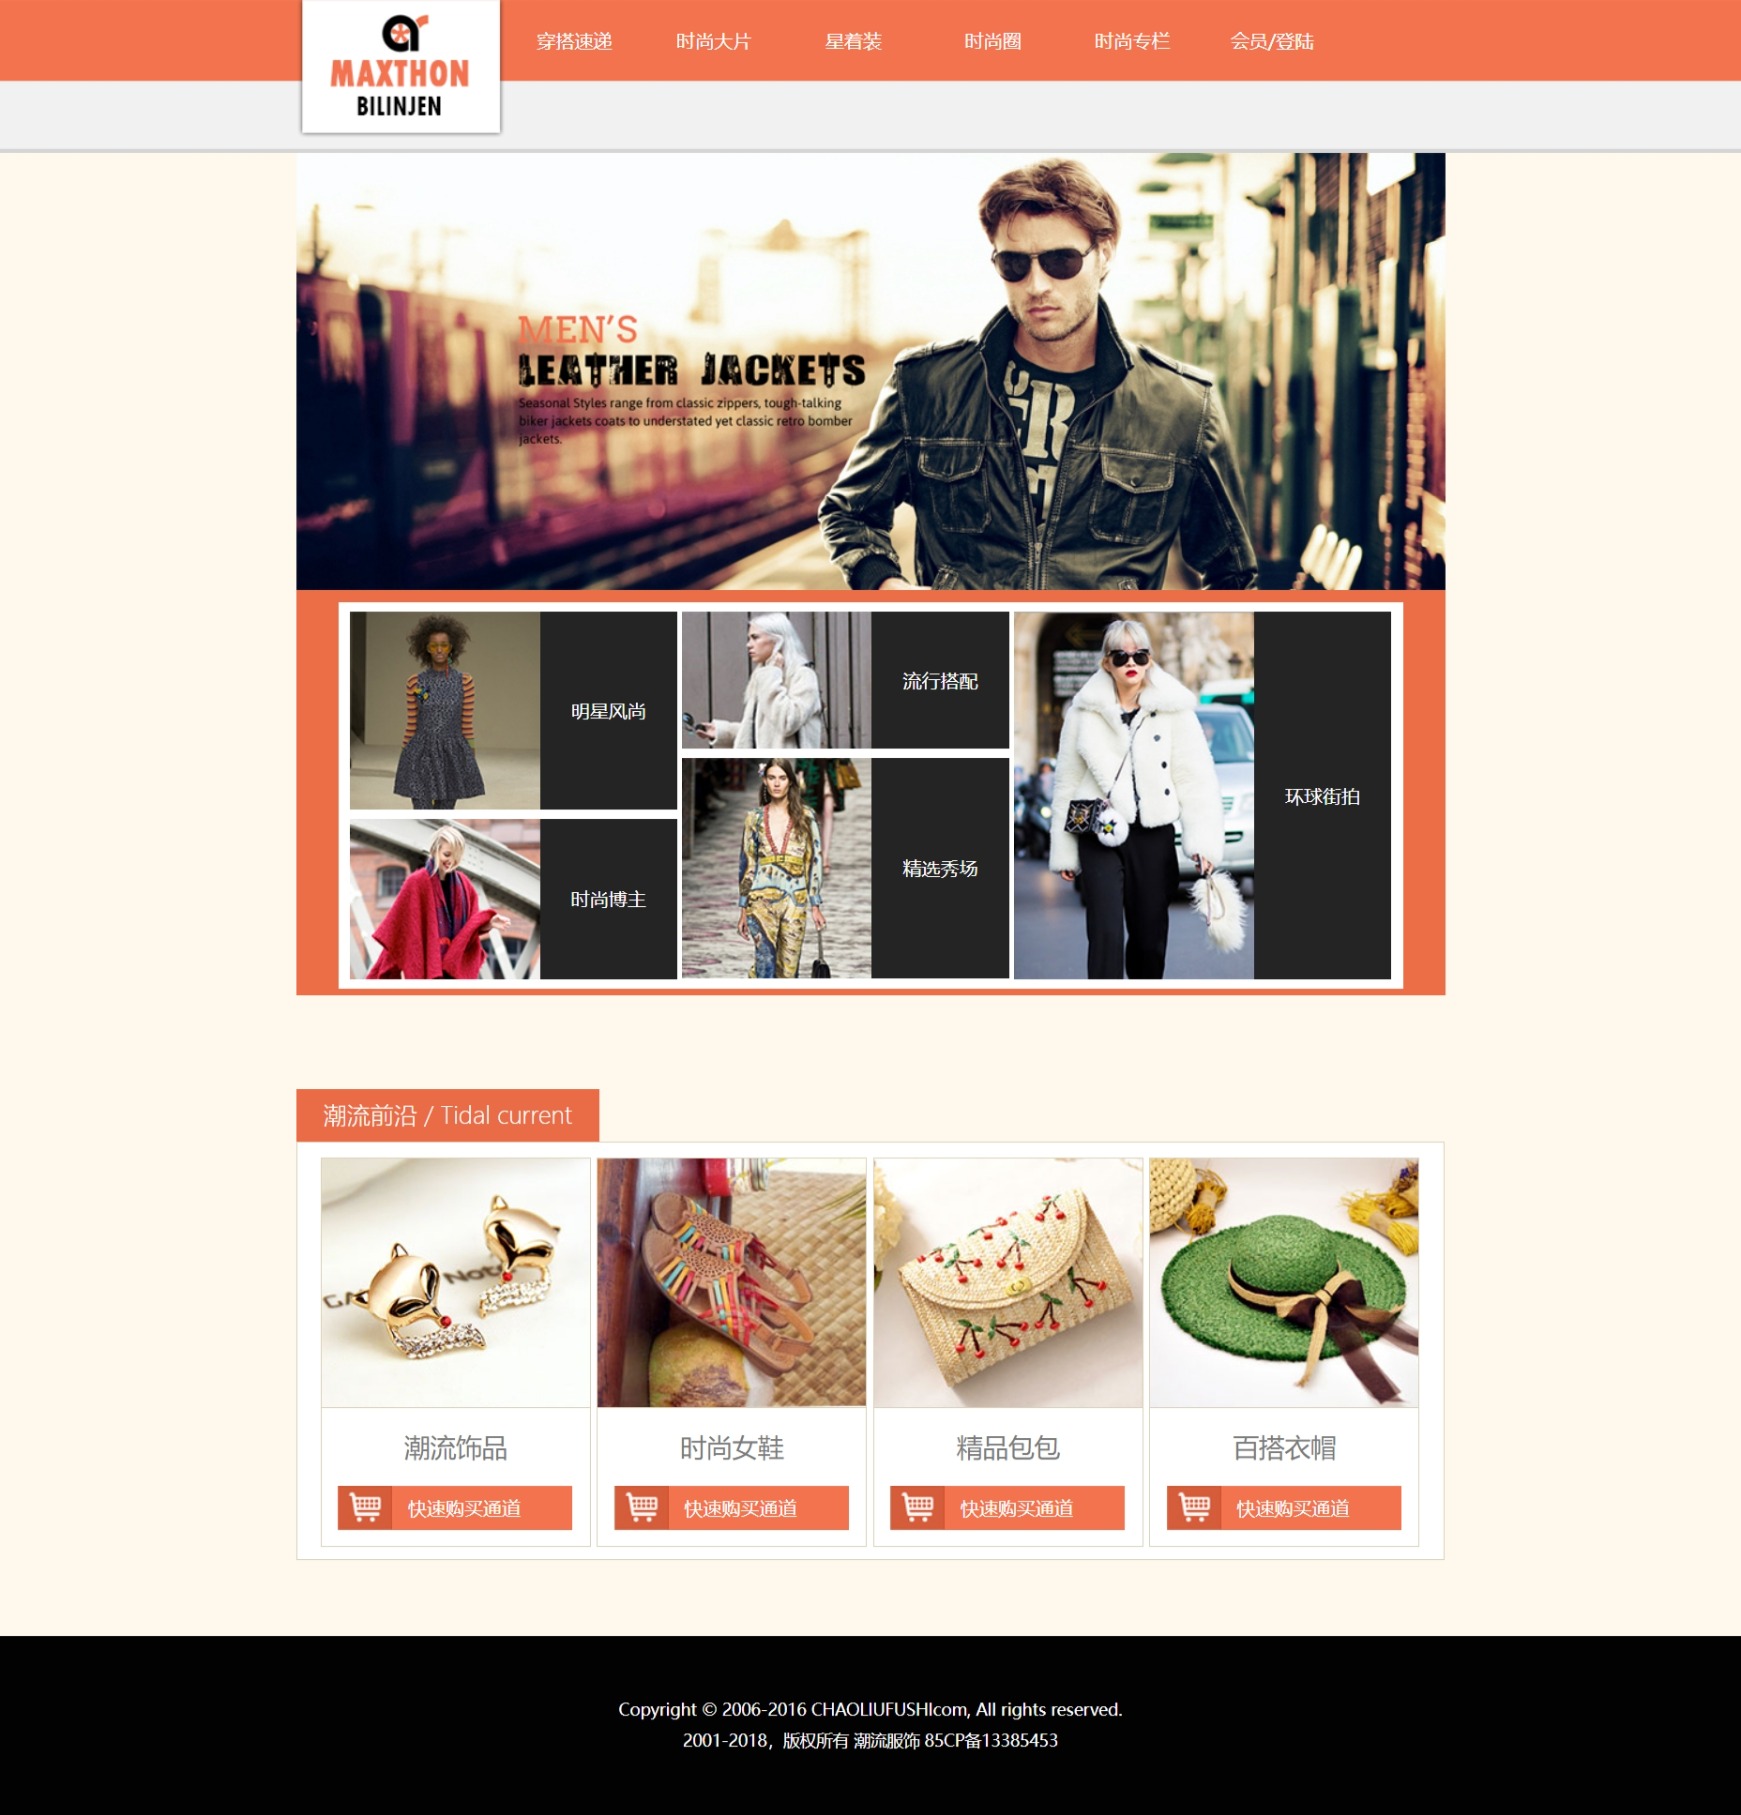 MAXTHON
BILINJEN
穿搭速递 时尚大片 星着装 时尚圈 时尚专栏 会员/登陆
MEN'S
LEATHER JACKETS
Seasonal Styles range from classic zippers, tough-talking
biker jackets coats to understated yet classic retro bomber
jackets.
明星风尚
流行搭配
环球街拍
时尚博主
精选秀场
潮流前沿 / Tidal current
潮流饰品 时尚女鞋 精品包包 百搭衣帽
快速购买通道 快速购买通道 快速购买通道 快速购买通道
Copyright © 2006-2016 CHAOLIUFUSHIcom, All rights reserved.
2001-2018，版权所有 潮流服饰 85CP备13385453